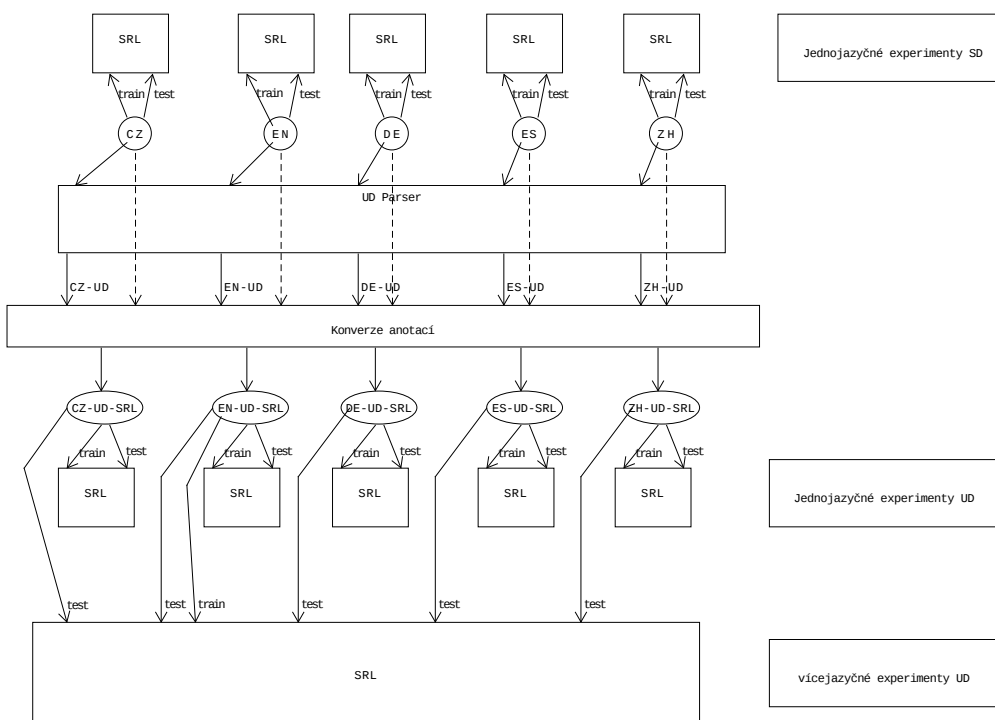 SRL SRL SRL SRL SRL
Jednojazyčné experimenty SD
train test train test train test train test train test
CZ EN DE ES ZH
UD Parser
CZ-UD EN-UD DE-UD ES-UD ZH-UD
Konverze anotací
CZ-UD-SRL EN-UD-SRL DE-UD-SRL ES-UD-SRL ZH-UD-SRL
train test train test train test train test train test
SRL SRL SRL SRL SRL
Jednojazyčné experimenty UD
test test train test test test
SRL
vícejazyčné experimenty UD